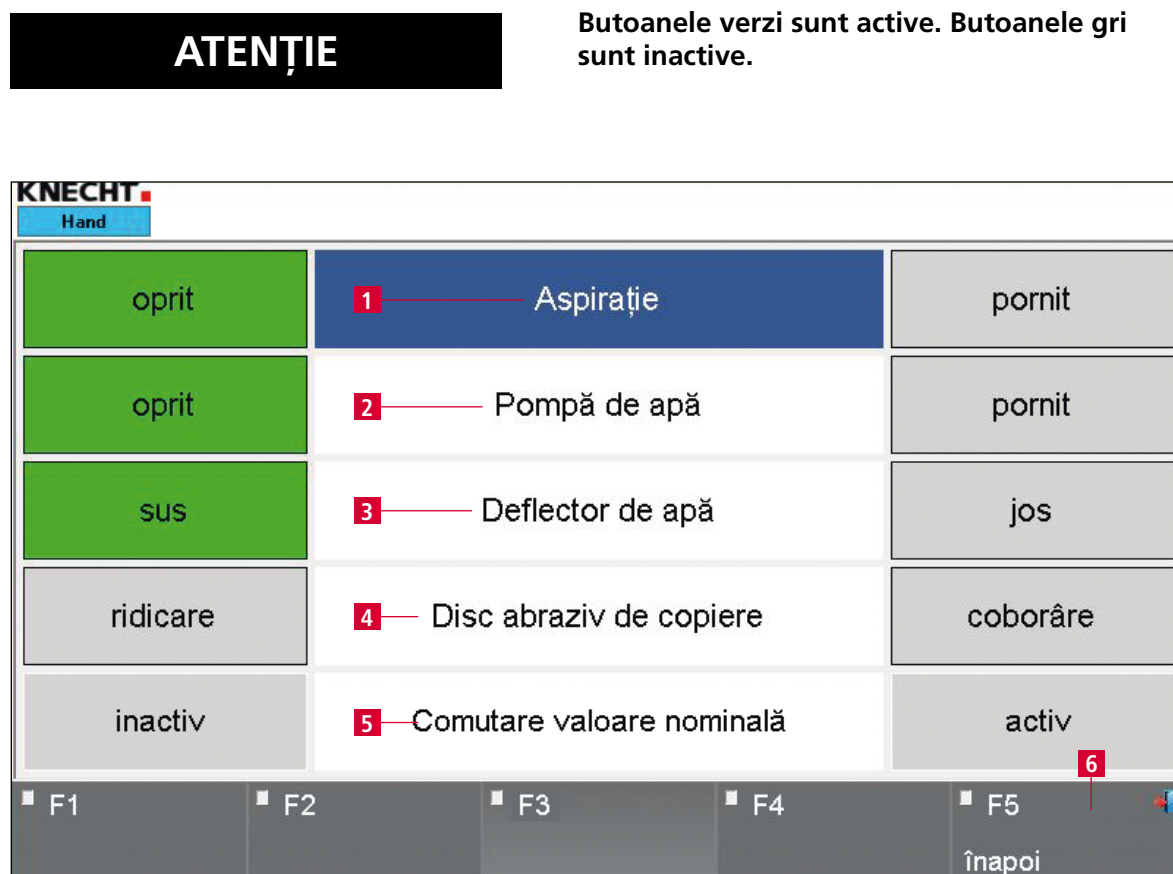 ATENȚIE
Butoanele verzi sunt active. Butoanele gri
sunt inactive.
KNECHT
Hand
oprit 1 Aspirație pornit
oprit 2 Pompă de apă pornit
sus 3 Deflector de apă jos
ridicare 4 Disc abraziv de copiere coborâre
inactiv 5 Comutare valoare nominală activ
6
F1 F2 F3 F4 F5
înapoi